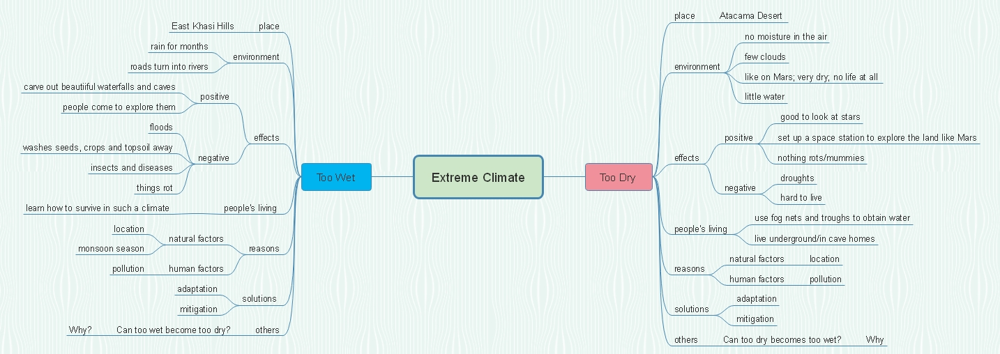 Extreme Climate
Too Wet
place
East Khasi Hills
environment
rain for months
roads turn into rivers
effects
positive
carve out beautiiful waterfalls and caves
people come to explore them
negative
floods
washes seeds, crops and topsoil away
insects and diseases
things rot
people's living
learn how to survive in such a climate
reasons
natural factors
location
monsoon season
human factors
pollution
solutions
adaptation
mitigation
others
Can too wet become too dry?
Why?
Too Dry
place
Atacama Desert
environment
no moisture in the air
few clouds
like on Mars; very dry; no life at all
little water
effects
positive
good to look at stars
set up a space station to explore the land like Mars
nothing rots/mummies
negative
droughts
hard to live
people's living
use fog nets and troughs to obtain water
live underground/in cave homes
reasons
natural factors
location
human factors
pollution
solutions
adaptation
mitigation
others
Can too dry becomes too wet?
Why